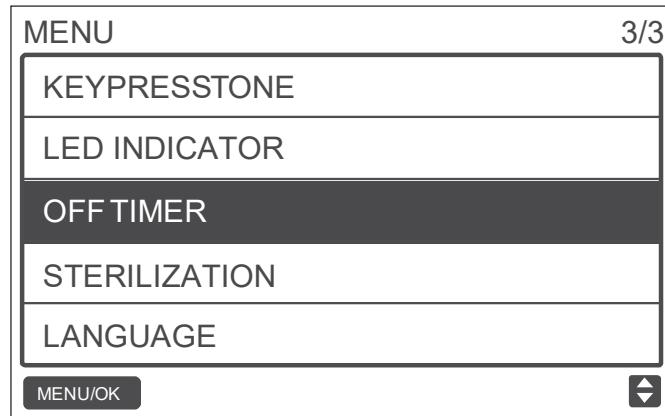 MENU 3/3
KEYPRESSTONE
LED INDICATOR
OFF TIMER
STERILIZATION
LANGUAGE
MENU/OK